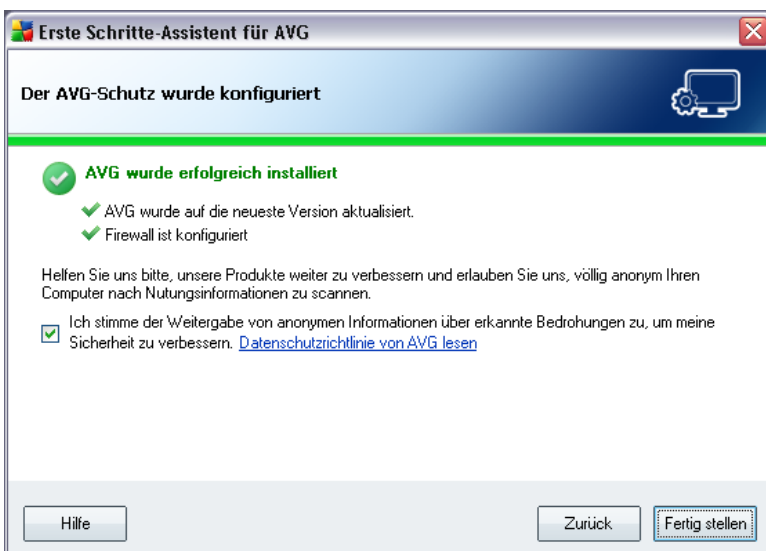 Erste Schritte-Assistent für AVG
Der AVG-Schutz wurde konfiguriert
AVG wurde erfolgreich installiert
AVG wurde auf die neueste Version aktualisiert.
Firewall ist konfiguriert
Helfen Sie uns bitte, unsere Produkte weiter zu verbessern und erlauben Sie uns, völlig anonym Ihren
Computer nach Nutungsinformationen zu scannen.
Ich stimme der Weitergabe von anonymen Informationen über erkannte Bedrohungen zu, um meine
Sicherheit zu verbessern. Datenschutzrichtlinie von AVG lesen
Hilfe
Zurück
Fertig stellen